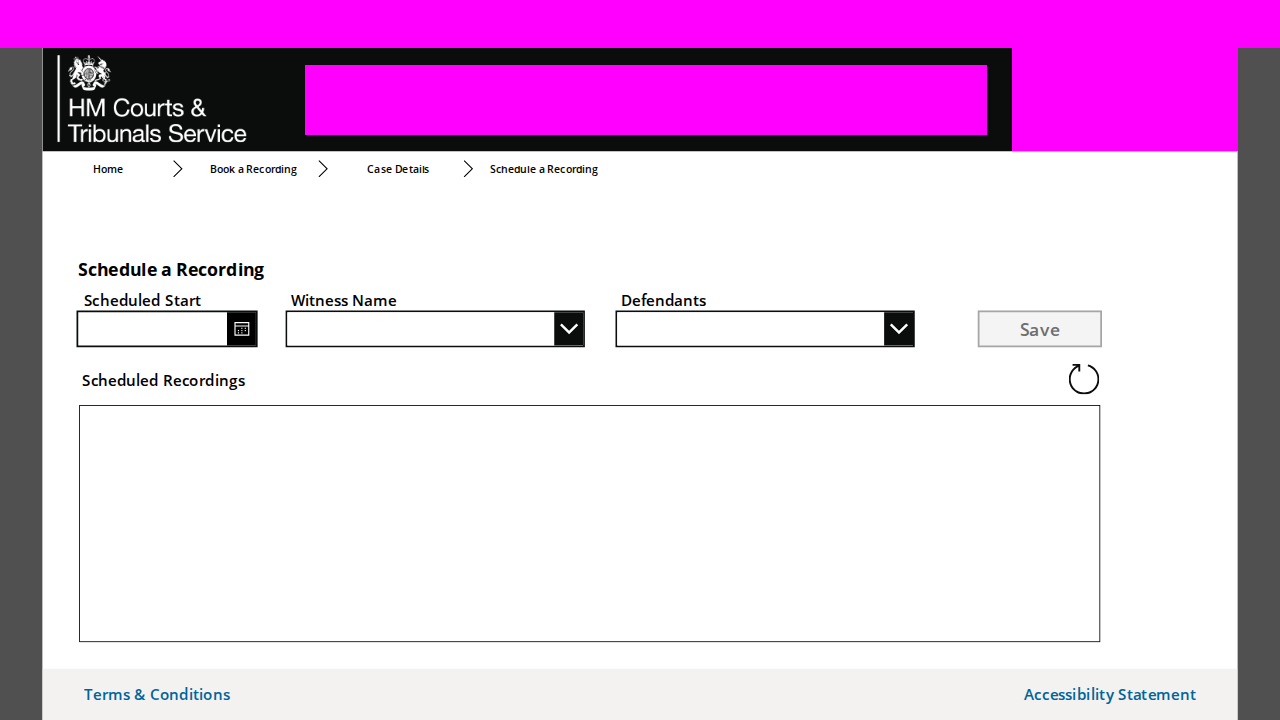 HM Courts &
Tribunals Service
Home
Book a Recording
Case Details
Schedule a Recording
Schedule a Recording
Scheduled Start
Witness Name
Defendants
Save
Scheduled Recordings
Terms & Conditions
Accessibility Statement